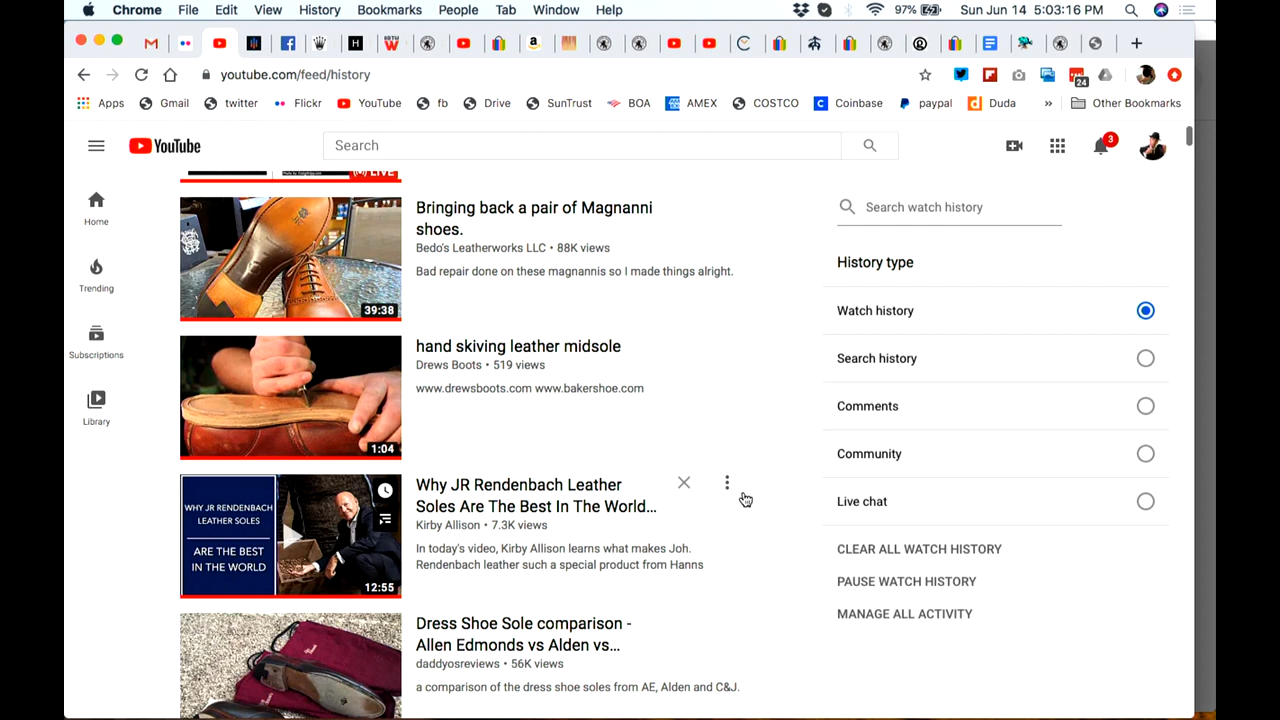 Chrome File Edit View History Bookmarks People Tab Window Help 97% Sun Jun 14 5:03:16 PM
youtube.com/feed/history 24
Apps Gmail twitter Flickr YouTube fb Drive SunTrust BOA AMEX COSTCO Coinbase paypal Duda » Other Bookmarks
YouTube Search 3
LIVE
Home
Trending
Subscriptions
Library
Bringing back a pair of Magnanni
shoes.
Bedo's Leatherworks LLC • 88K views
Bad repair done on these magnannis so I made things alright.
39:38
hand skiving leather midsole
Drews Boots • 519 views
www.drewsboots.com www.bakershoe.com
1:04
WHY JR RENDENBACH
LEATHER SOLES
ARE THE BEST
IN THE WORLD
12:55
Why JR Rendenbach Leather
Soles Are The Best In The World...
Kirby Allison • 7.3K views
In today's video, Kirby Allison learns what makes Joh.
Rendenbach leather such a special product from Hanns
Dress Shoe Sole comparison -
Allen Edmonds vs Alden vs...
daddyosreviews • 56K views
a comparison of the dress shoe soles from AE, Alden and C&J.
Search watch history
History type
Watch history
Search history
Comments
Community
Live chat
CLEAR ALL WATCH HISTORY
PAUSE WATCH HISTORY
MANAGE ALL ACTIVITY